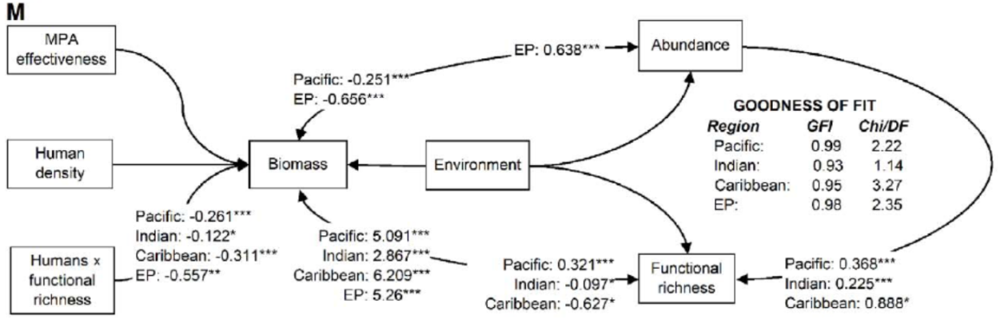 M
MPA
effectiveness
Abundance
EP: 0.638***
Pacific: -0.251***
EP: -0.656***
GOODNESS OF FIT
Region GFI Chi/DF
Pacific: 0.99 2.22
Indian: 0.93 1.14
Caribbean: 0.95 3.27
EP: 0.98 2.35
Human
density
Biomass
Environment
Pacific: -0.261***
Indian: -0.122*
Caribbean: -0.311***
EP: -0.557**
Humans x
functional
richness
Pacific: 5.091***
Indian: 2.867***
Caribbean: 6.209***
EP: 5.26***
Pacific: 0.321***
Indian: -0.097*
Caribbean: -0.627*
Functional
richness
Pacific: 0.368***
Indian: 0.225***
Caribbean: 0.888*